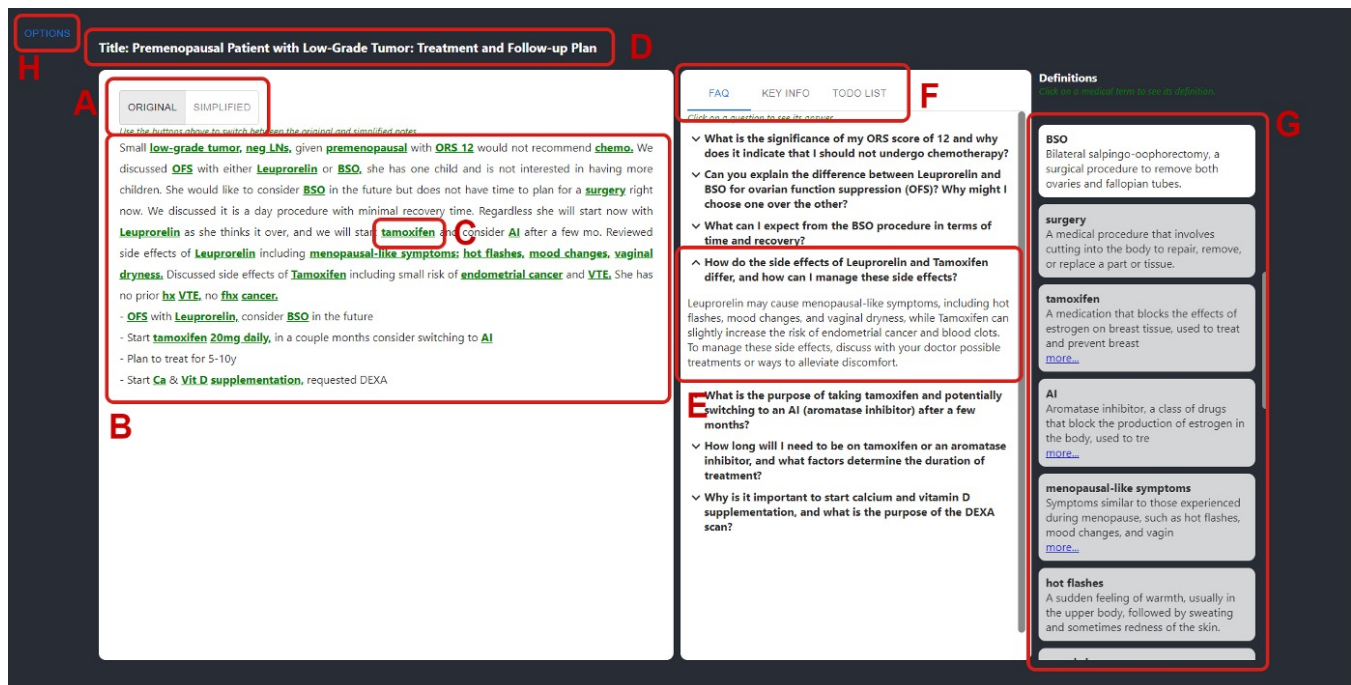 OPTIONS
H
Title: Premenopausal Patient with Low-Grade Tumor: Treatment and Follow-up Plan
D
A
ORIGINAL SIMPLIFIED
Use the buttons above to switch between the original and simplified notes
Small low-grade tumor, neg LNs, given premenopausal with ORS 12 would not recommend chemo. We
discussed OFS with either Leuprorelin or BSO, she has one child and is not interested in having more
children. She would like to consider BSO in the future but does not have time to plan for a surgery right
now. We discussed it is a day procedure with minimal recovery time. Regardless she will start now with
Leuprorelin as she thinks it over, and we will start tamoxifen and consider AI after a few mo. Reviewed
side effects of Leuprorelin including menopausal-like symptoms: hot flashes, mood changes, vaginal
dryness. Discussed side effects of Tamoxifen including small risk of endometrial cancer and VTE. She has
no prior hx VTE, no fhx cancer.
- OFS with Leuprorelin, consider BSO in the future
- Start tamoxifen 20mg daily, in a couple months consider switching to AI
- Plan to treat for 5-10y
- Start Ca & Vit D supplementation, requested DEXA
C
B
FAQ KEY INFO TODO LIST
F
Click on a question to see its answer
What is the significance of my ORS score of 12 and why
does it indicate that I should not undergo chemotherapy?
Can you explain the difference between Leuprorelin and
BSO for ovarian function suppression (OFS)? Why might I
choose one over the other?
What can I expect from the BSO procedure in terms of
time and recovery?
How do the side effects of Leuprorelin and Tamoxifen
differ, and how can I manage these side effects?
Leuprorelin may cause menopausal-like symptoms, including hot
flashes, mood changes, and vaginal dryness, while Tamoxifen can
slightly increase the risk of endometrial cancer and blood clots.
To manage these side effects, discuss with your doctor possible
treatments or ways to alleviate discomfort.
E
What is the purpose of taking tamoxifen and potentially
switching to an AI (aromatase inhibitor) after a few
months?
How long will I need to be on tamoxifen or an aromatase
inhibitor, and what factors determine the duration of
treatment?
Why is it important to start calcium and vitamin D
supplementation, and what is the purpose of the DEXA
scan?
Definitions
Click on a medical term to see its definition.
G
BSO
Bilateral salpingo-oophorectomy, a
surgical procedure to remove both
ovaries and fallopian tubes.
surgery
A medical procedure that involves
cutting into the body to repair, remove,
or replace a part or tissue.
tamoxifen
A medication that blocks the effects of
estrogen on breast tissue, used to treat
and prevent breast
more...
AI
Aromatase inhibitor, a class of drugs
that block the production of estrogen in
the body, used to tre
more...
menopausal-like symptoms
Symptoms similar to those experienced
during menopause, such as hot flashes,
mood changes, and vagin
more...
hot flashes
A sudden feeling of warmth, usually in
the upper body, followed by sweating
and sometimes redness of the skin.